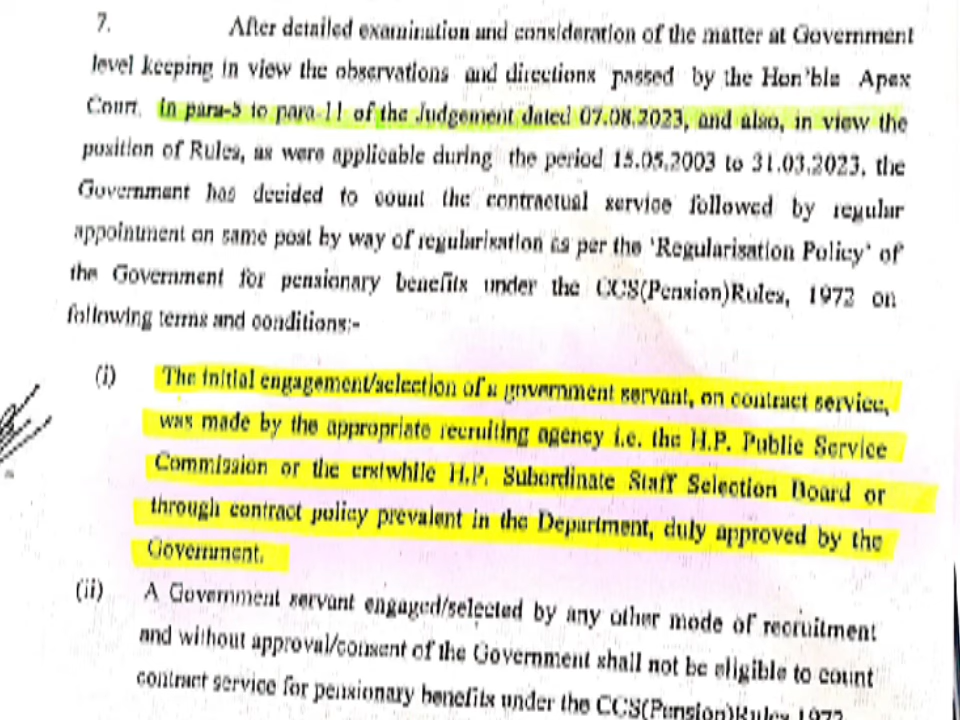 7. After detailed examination and consideration of the matter at Government
level keeping in view the observations and directions passed by the Hon'ble Apex
Court, in para-5 to para-11 of the Judgement dated 07.08.2023, and also, in view the
position of Rules, as were applicable during the period 15.05.2003 to 31.03.2023, the
Government has decided to count the contractual service followed by regular
appointment on same post by way of regularisation as per the 'Regularisation Policy' of
the Government for pensionary benefits under the CCS(Pension)Rules, 1972 on
following terms and conditions:-
(i) The initial engagement/selection of a government servant, on contract service,
was made by the appropriate recruiting agency i.e. the H.P. Public Service
Commission or the erstwhile H.P. Subordinate Staff Selection Board or
through contract policy prevalent in the Department, duly approved by the
Government.
(ii) A Government servant engaged/selected by any other mode of recruitment
and without approval/consent of the Government shall not be eligible to count
contract service for pensionary benefits under the CCS(Pension)Rules 1972